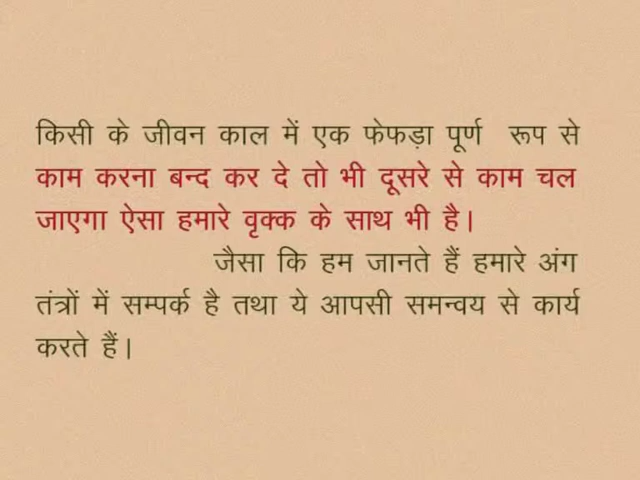 किसी के जीवन काल में एक फेफड़ा पूर्ण रूप से
काम करना बन्द कर दे तो भी दूसरे से काम चल
जाएगा ऐसा हमारे वृक्क के साथ भी है।
जैसा कि हम जानते हैं हमारे अंग
तंत्रों में सम्पर्क है तथा ये आपसी समन्वय से कार्य
करते हैं।